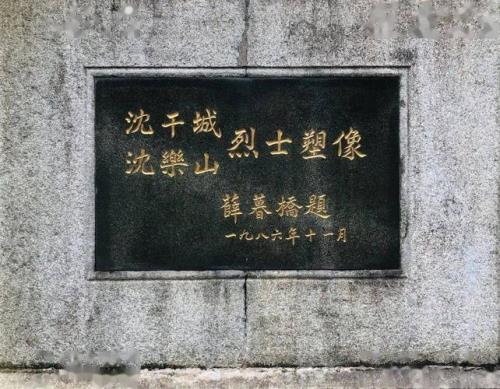 沈干城
沈樂山
烈士塑像
薛暮橋題
一九八六年十一月